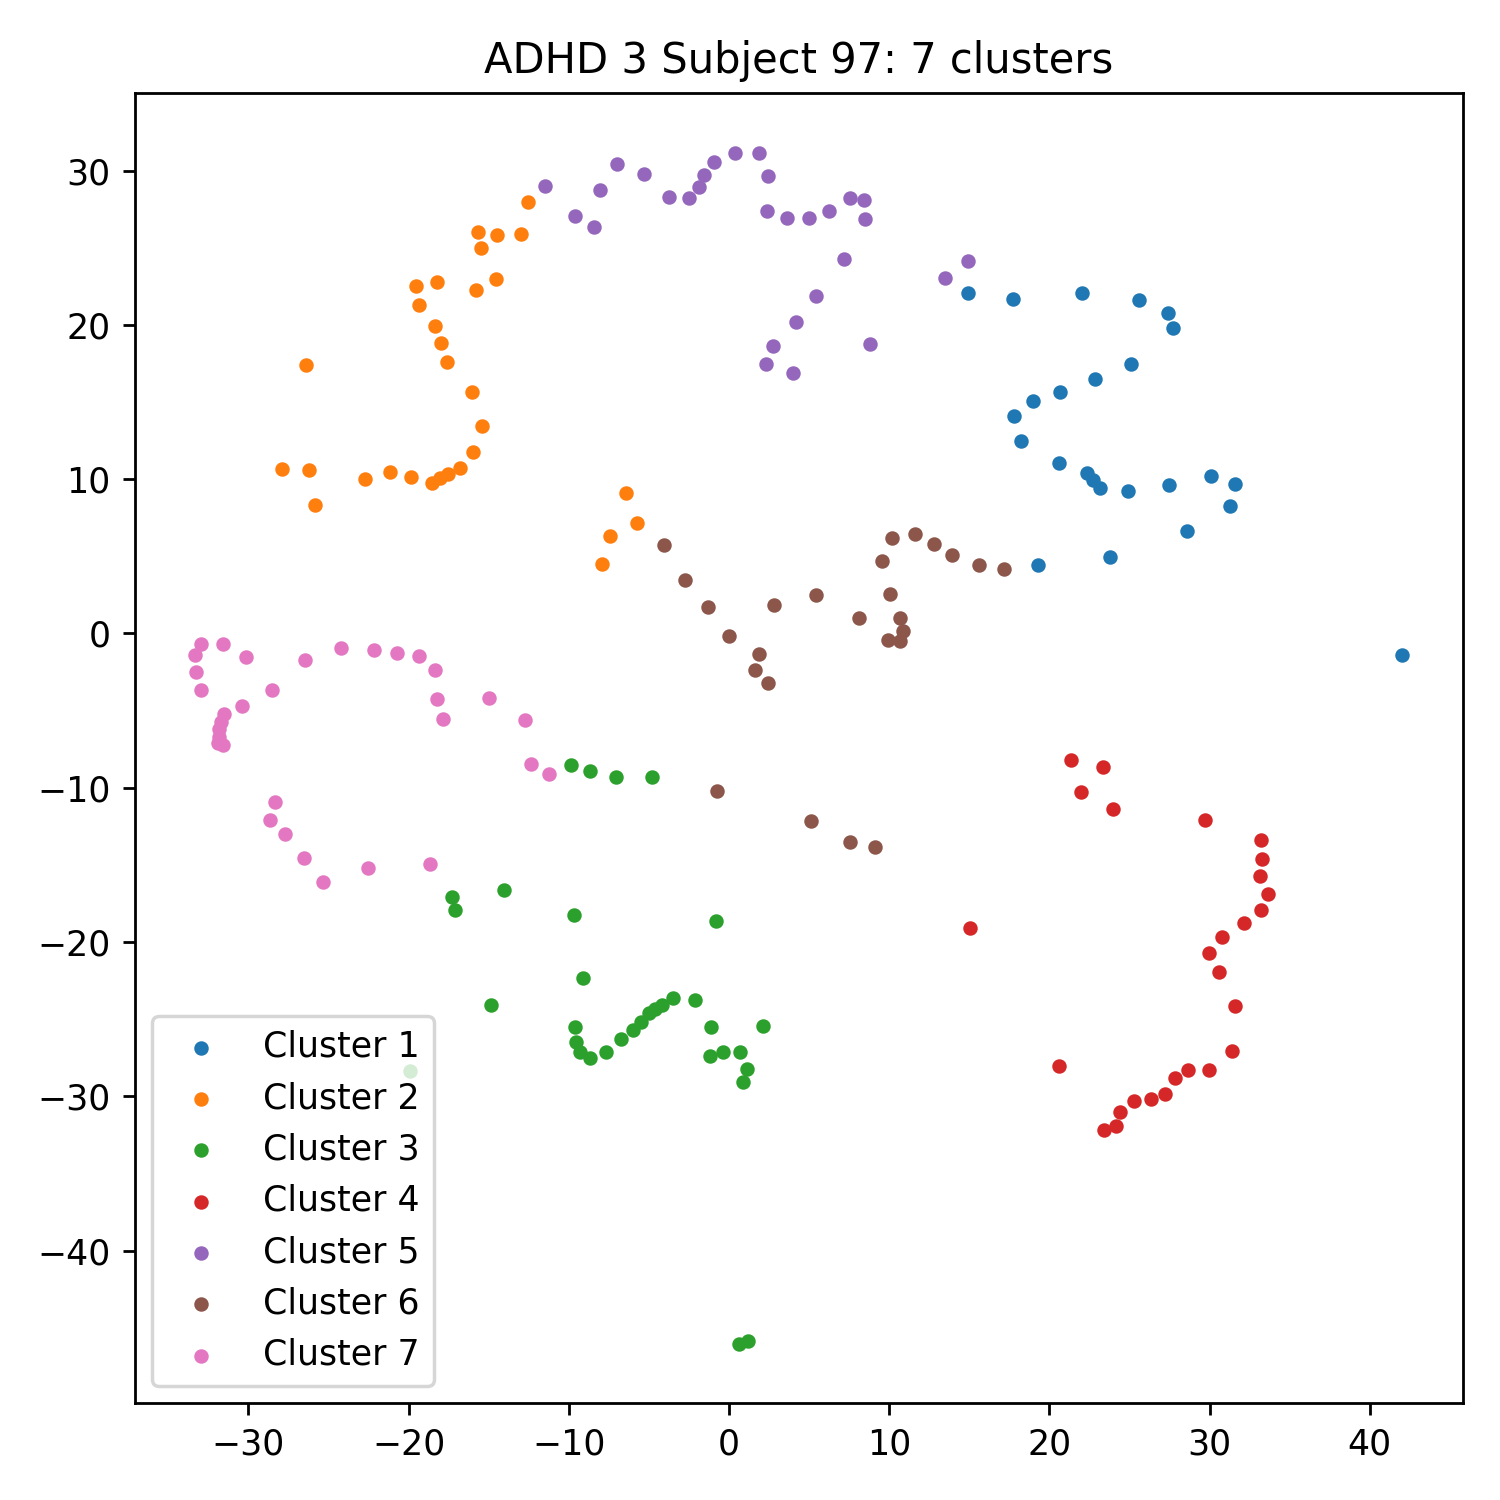 ADHD 3 Subject 97: 7 clusters
30
20
10
0
−10
−20
−30
−40
Cluster 1
Cluster 2
Cluster 3
Cluster 4
Cluster 5
Cluster 6
Cluster 7
−30 −20 −10 0 10 20 30 40